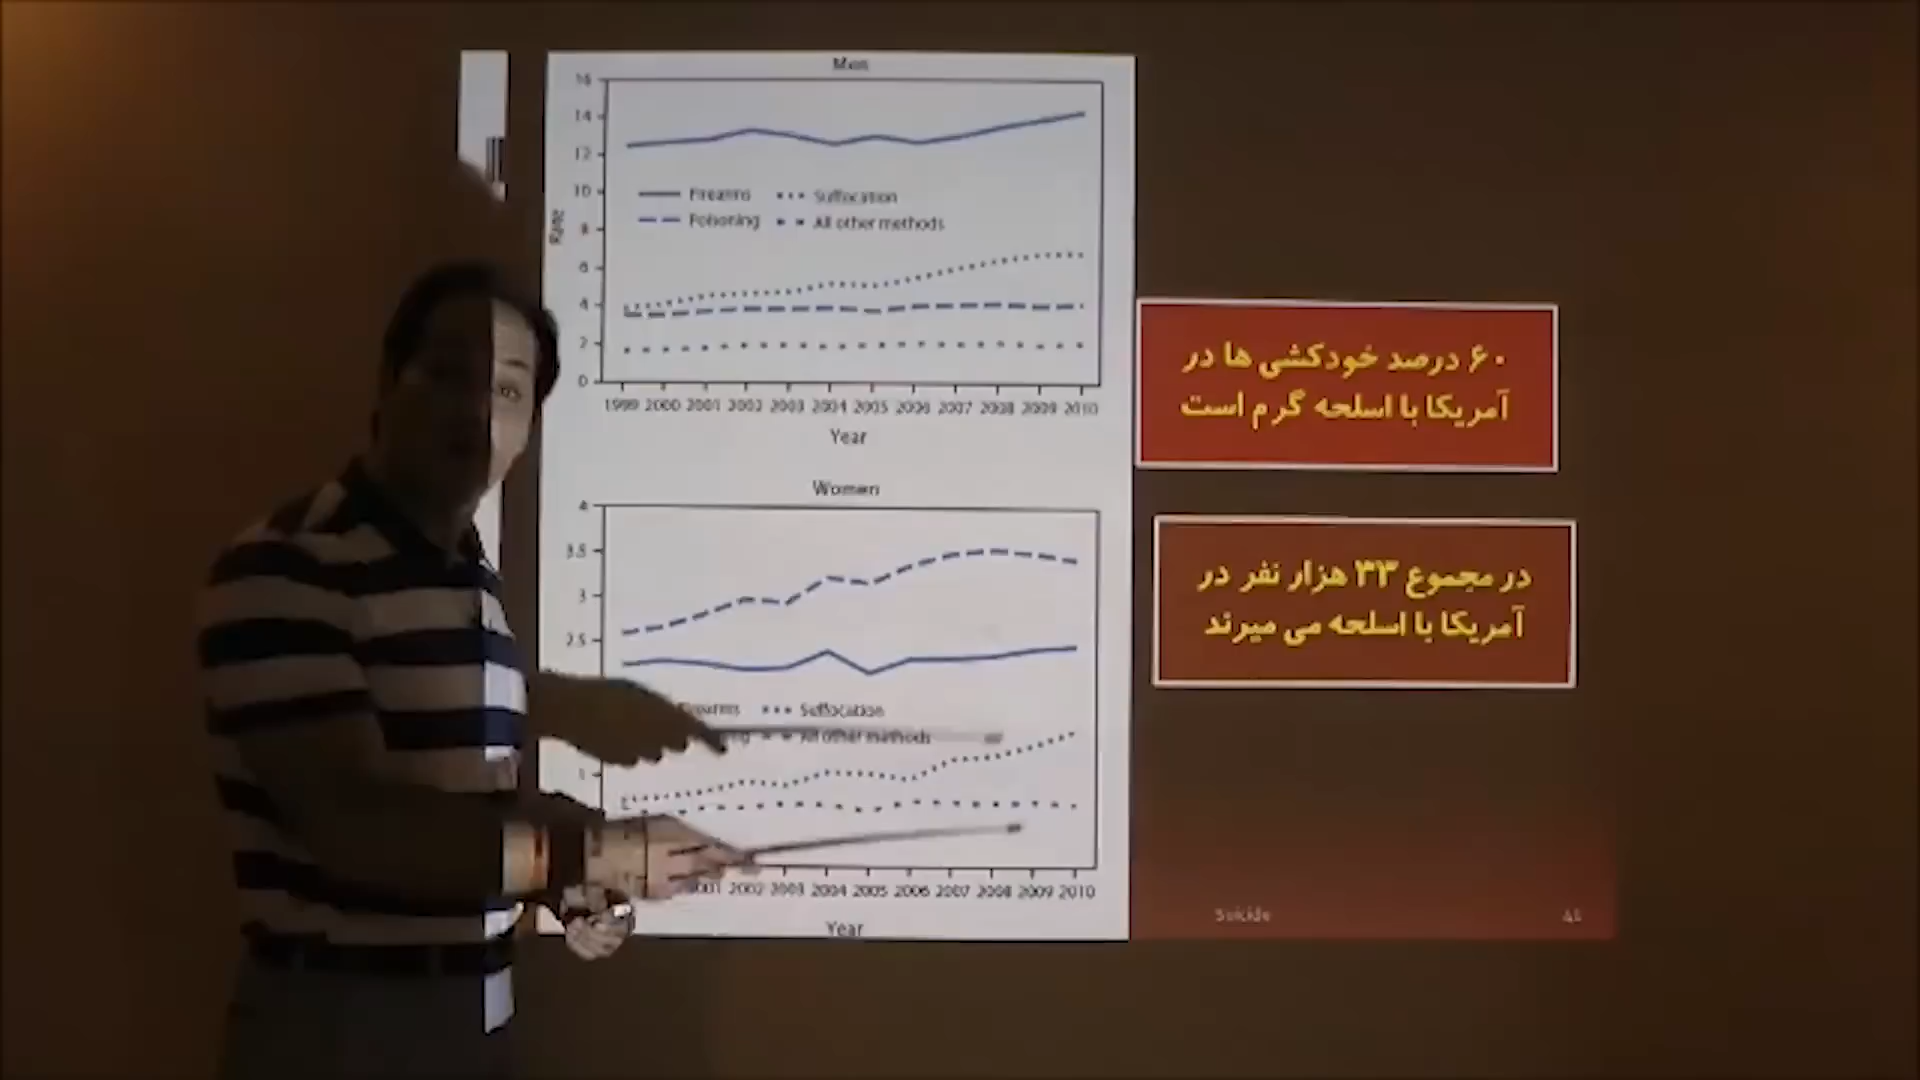 Men
16
14
12
10
8
6
4
2
0
Rate
Firearms
Suffocation
Poisoning
All other methods
1999 2000 2001 2002 2003 2004 2005 2006 2007 2008 2009 2010
Year
Women
4
3.5
3
2.5
1
Suffocation
All other methods
2002 2003 2004 2005 2006 2007 2008 2009 2010
Year
۶۰ درصد خودکشی ها در
آمریکا با اسلحه گرم است
در مجموع ۳۳ هزار نفر در
آمریکا با اسلحه می میرند
Suicide